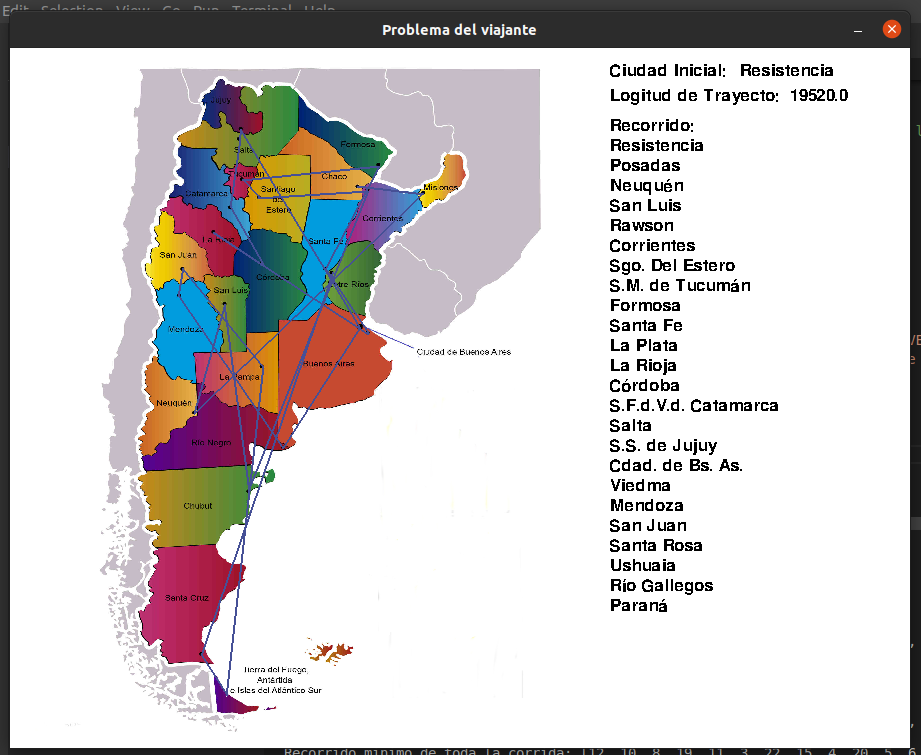 Edit Selection View Go Run Terminal Help
Problema del viajante
Ciudad Inicial: Resistencia
Logitud de Trayecto: 19520.0
Recorrido:
Resistencia
Posadas
Neuquén
San Luis
Rawson
Corrientes
Sgo. Del Estero
S.M. de Tucumán
Formosa
Santa Fe
La Plata
La Rioja
Córdoba
S.F.d.V.d. Catamarca
Salta
S.S. de Jujuy
Cdad. de Bs. As.
Viedma
Mendoza
San Juan
Santa Rosa
Ushuaia
Río Gallegos
Paraná
Jujuy
Salta
Formosa
Tucumán
Chaco
Catamarca
Santiago
del
Estero
Misiones
Corrientes
La Rioja
Santa Fe
San Juan
Córdoba
Entre Ríos
San Luis
Mendoza
Ciudad de Buenos Aires
Buenos Aires
La Pampa
Neuquén
Río Negro
Chubut
Santa Cruz
Tierra del Fuego,
Antártida
e Islas del Atlántico Sur
Recorrido minimo de toda la corrida: [12, 10, 8, 19, 11, 3, 22, 15, 4, 20, 5, 6